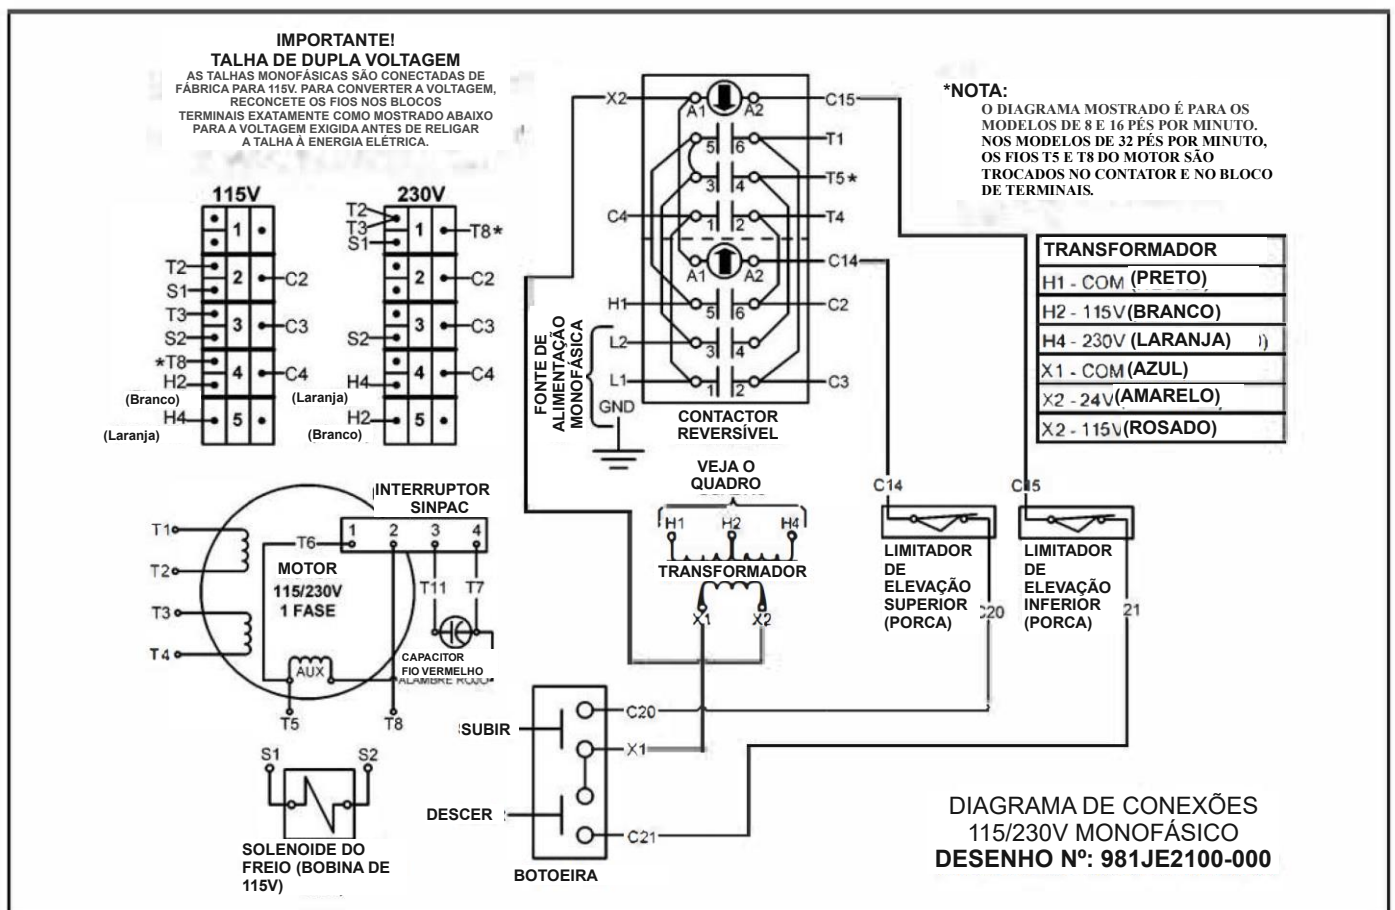 IMPORTANTE!
TALHA DE DUPLA VOLTAGEM
AS TALHAS MONOFÁSICAS SÃO CONECTADAS DE
FÁBRICA PARA 115V. PARA CONVERTER A VOLTAGEM,
RECONCETE OS FIOS NOS BLOCOS
TERMINAIS EXATAMENTE COMO MOSTRADO ABAIXO
PARA A VOLTAGEM EXIGIDA ANTES DE RELIGAR
A TALHA À ENERGIA ELÉTRICA.
115V
1
T2
S1
2
C2
T3
S2
3
C3
*T8
H2
(Branco)
4
C4
H4
(Laranja)
5
230V
T2
T3
S1
1
T8*
2
C2
S2
3
C3
H4
(Laranja)
4
C4
H2
(Branco)
5
X2
A1
A2
C15
5
6
T1
3
4
T5*
C4
1
2
T4
A1
A2
C14
H1
5
6
C2
L2
3
4
L1
1
2
C3
GND
FONTE DE
ALIMENTAÇÃO
MONOFÁSICA
CONTACTOR
REVERSÍVEL
*NOTA:
O DIAGRAMA MOSTRADO É PARA OS
MODELOS DE 8 E 16 PÉS POR MINUTO.
NOS MODELOS DE 32 PÉS POR MINUTO,
OS FIOS T5 E T8 DO MOTOR SÃO
TROCADOS NO CONTATOR E NO BLOCO
DE TERMINAIS.
TRANSFORMADOR
H1 - COM (PRETO)
H2 - 115V (BRANCO)
H4 - 230V (LARANJA) )
X1 - COM (AZUL)
X2 - 24V (AMARELO)
X2 - 115V (ROSADO)
INTERRUPTOR
SINPAC
1 2 3 4
T1
T2
T3
T4
T6
MOTOR
115/230V
1 FASE
T11
T7
CAPACITOR
FIO VERMELHO
ALAMBRE ROJO
AUX
T5
T8
S1
S2
SOLENOIDE DO
FREIO (BOBINA DE
115V)
VEJA O
QUADRO
H1 H2 H4
TRANSFORMADOR
X1 X2
C14
C15
LIMITADOR
DE
ELEVAÇÃO
SUPERIOR
(PORCA)
C20
LIMITADOR
DE
ELEVAÇÃO
INFERIOR
(PORCA)
21
SUBIR
C20
X1
DESCER
C21
BOTOEIRA
DIAGRAMA DE CONEXÕES
115/230V MONOFÁSICO
DESENHO Nº: 981JE2100-000